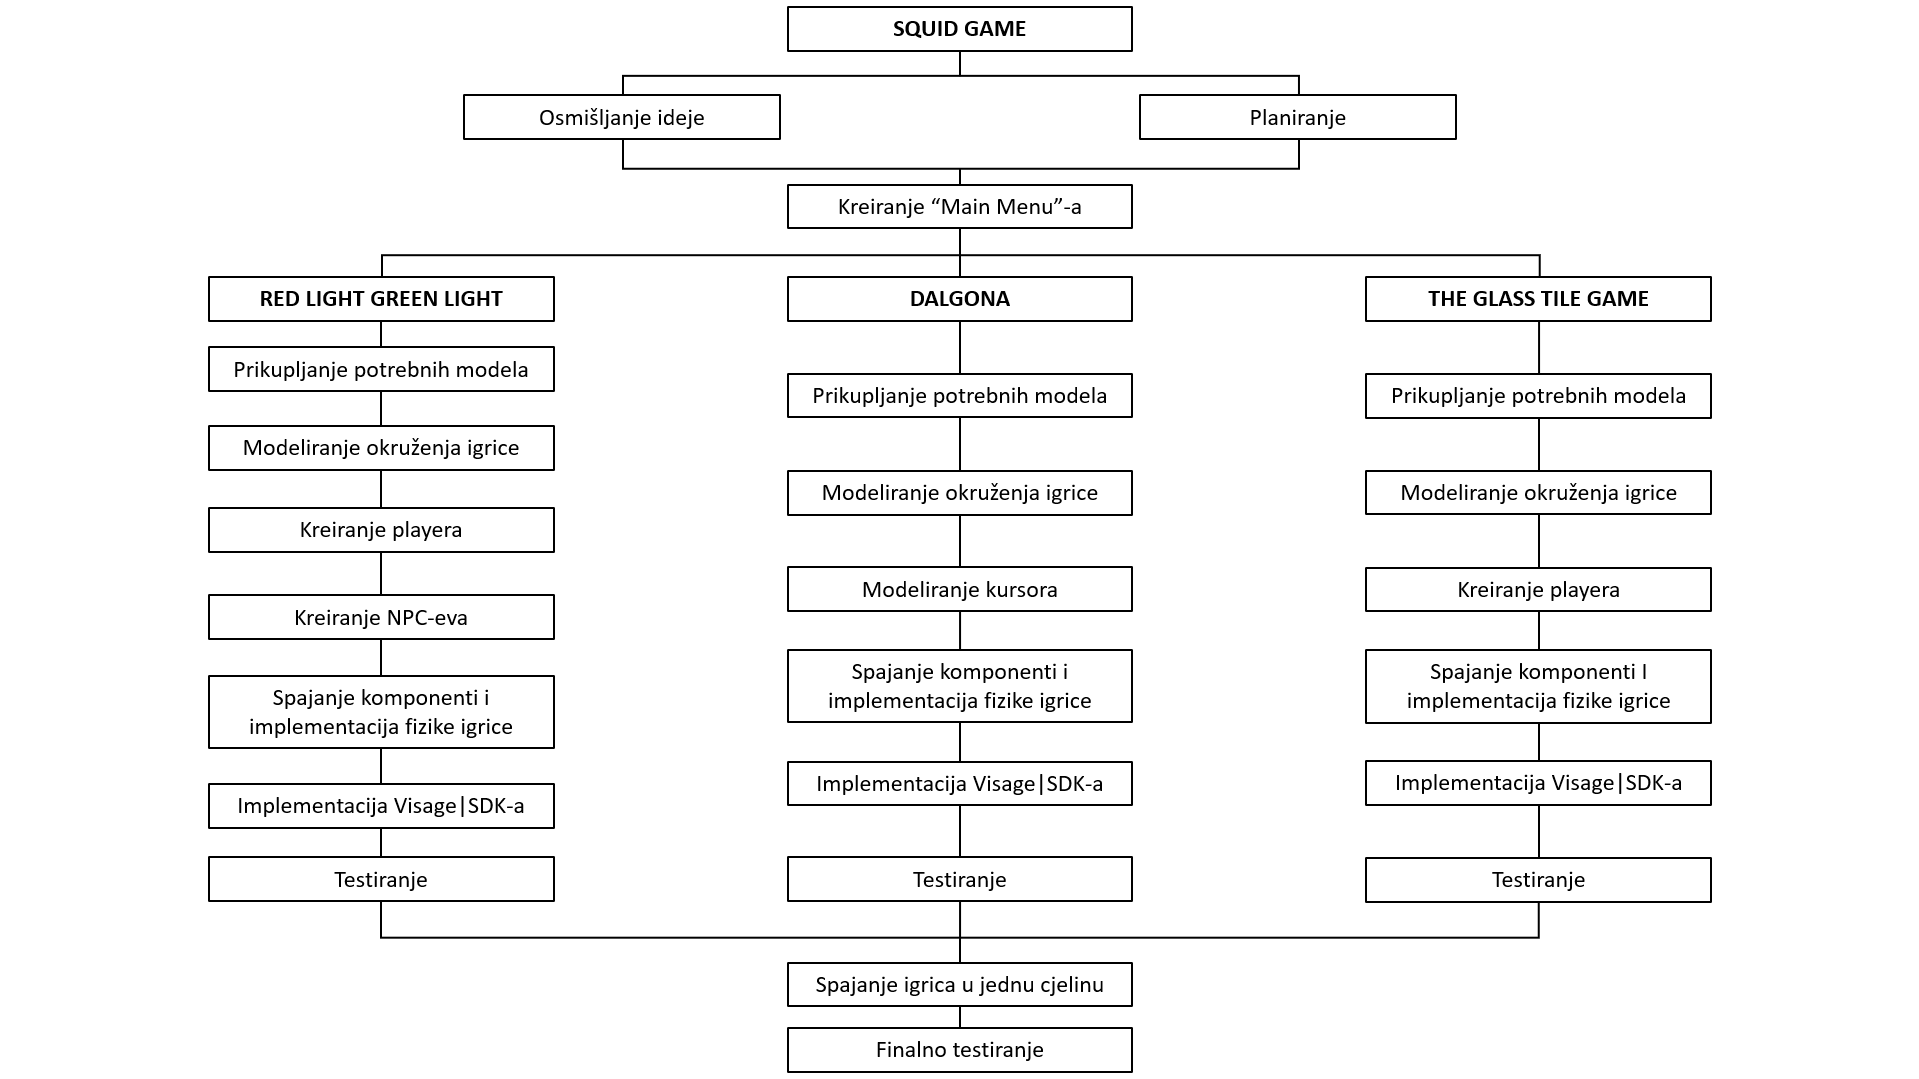 SQUID GAME
Osmišljanje ideje
Planiranje
Kreiranje “Main Menu”-a
RED LIGHT GREEN LIGHT
Prikupljanje potrebnih modela
Modeliranje okruženja igrice
Kreiranje playera
Kreiranje NPC-eva
Spajanje komponenti i
implementacija fizike igrice
Implementacija Visage|SDK-a
Testiranje
DALGONA
Prikupljanje potrebnih modela
Modeliranje okruženja igrice
Modeliranje kursora
Spajanje komponenti i
implementacija fizike igrice
Implementacija Visage|SDK-a
Testiranje
THE GLASS TILE GAME
Prikupljanje potrebnih modela
Modeliranje okruženja igrice
Kreiranje playera
Spajanje komponenti I
implementacija fizike igrice
Implementacija Visage|SDK-a
Testiranje
Spajanje igrica u jednu cjelinu
Finalno testiranje